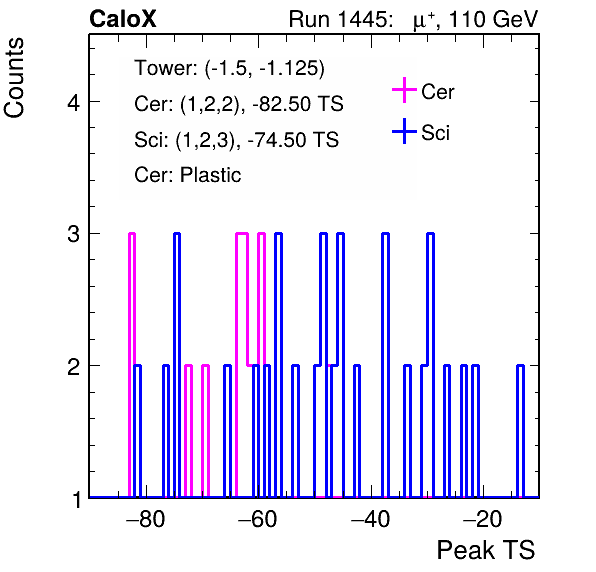 CaloX Run 1445: μ⁺, 110 GeV
Counts
Tower: (-1.5, -1.125)
Cer: (1,2,2), -82.50 TS
Sci: (1,2,3), -74.50 TS
Cer: Plastic
Cer
Sci
4
3
2
1
−80 −60 −40 −20
Peak TS